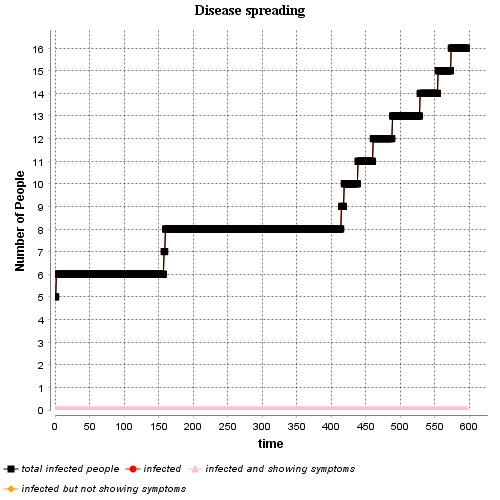 Disease spreading
Number of People
16
15
14
13
12
11
10
9
8
7
6
5
4
3
2
1
0
0 50 100 150 200 250 300 350 400 450 500 550 600
time
total infected people infected infected and showing symptoms
infected but not showing symptoms